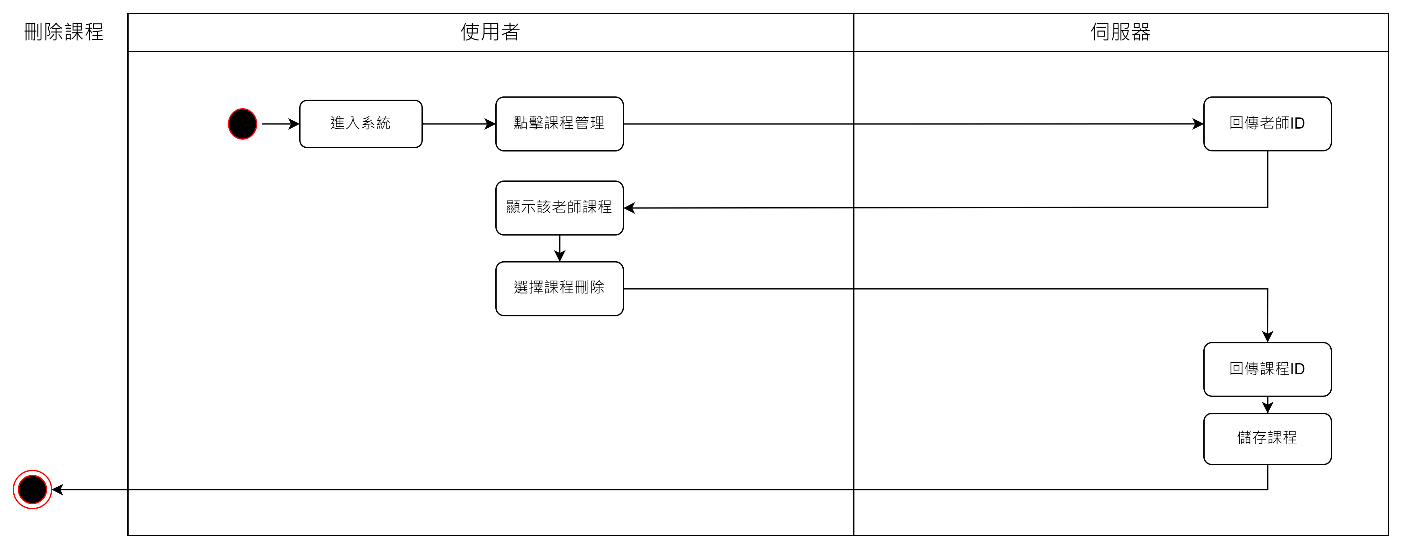 刪除課程
使用者
伺服器
進入系統
點擊課程管理
回傳老師ID
顯示該老師課程
選擇課程刪除
回傳課程ID
儲存課程